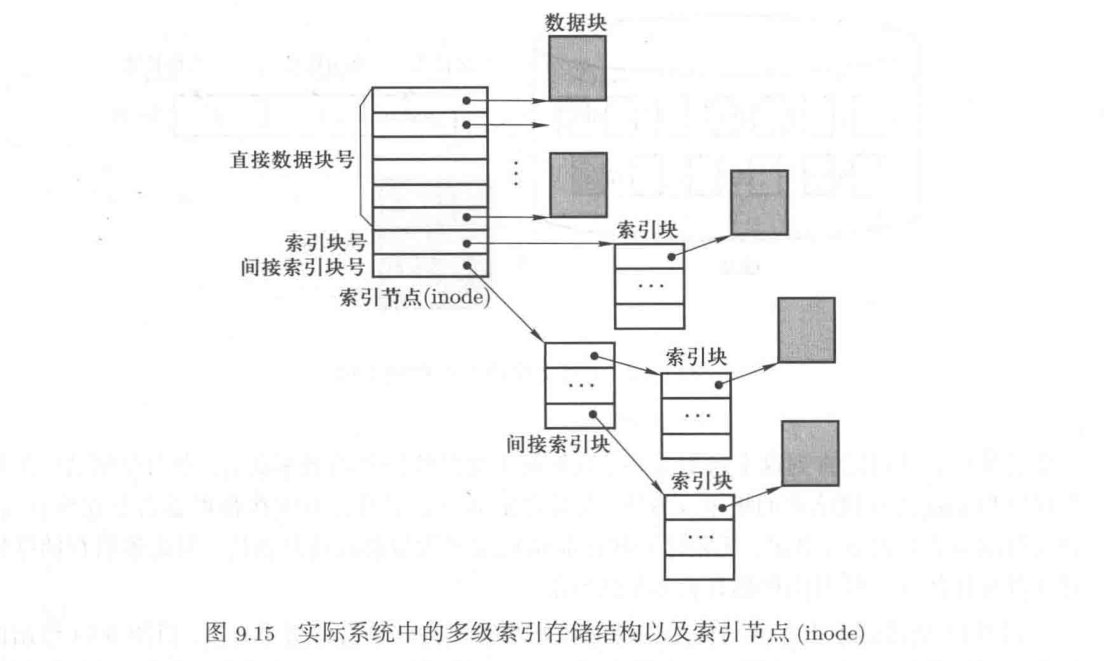 数据块
直接数据块号
索引块
索引块号
间接索引块号
索引节点(inode)
索引块
间接索引块
索引块
图 9.15 实际系统中的多级索引存储结构以及索引节点 (inode)